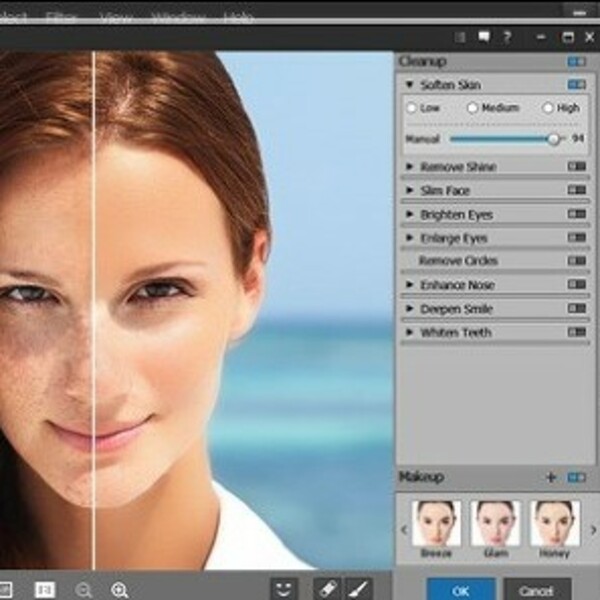 Filter View Window Help
?
Cleanup
Soften Skin
Low Medium High
Manual 94
Remove Shine
Slim Face
Brighten Eyes
Enlarge Eyes
Remove Circles
Enhance Nose
Deepen Smile
Whiten Teeth
Makeup
Breeze Glam Honey
OK Cancel